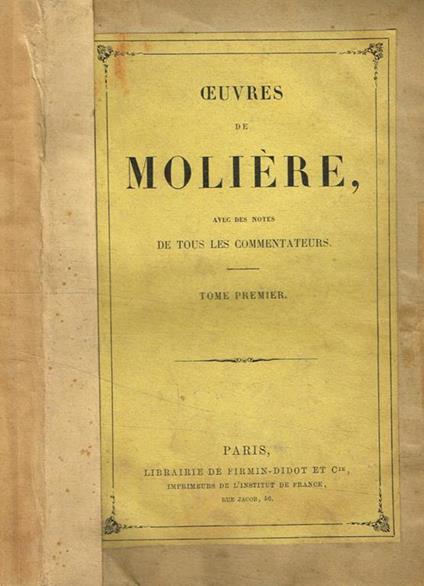 ŒUVRES
DE
MOLIÈRE,
AVEC DES NOTES
DE TOUS LES COMMENTATEURS.
TOME PREMIER.
PARIS,
LIBRAIRIE DE FIRMIN-DIDOT ET Cie,
IMPRIMEURS DE L'INSTITUT DE FRANCE,
RUE JACOB, 56.